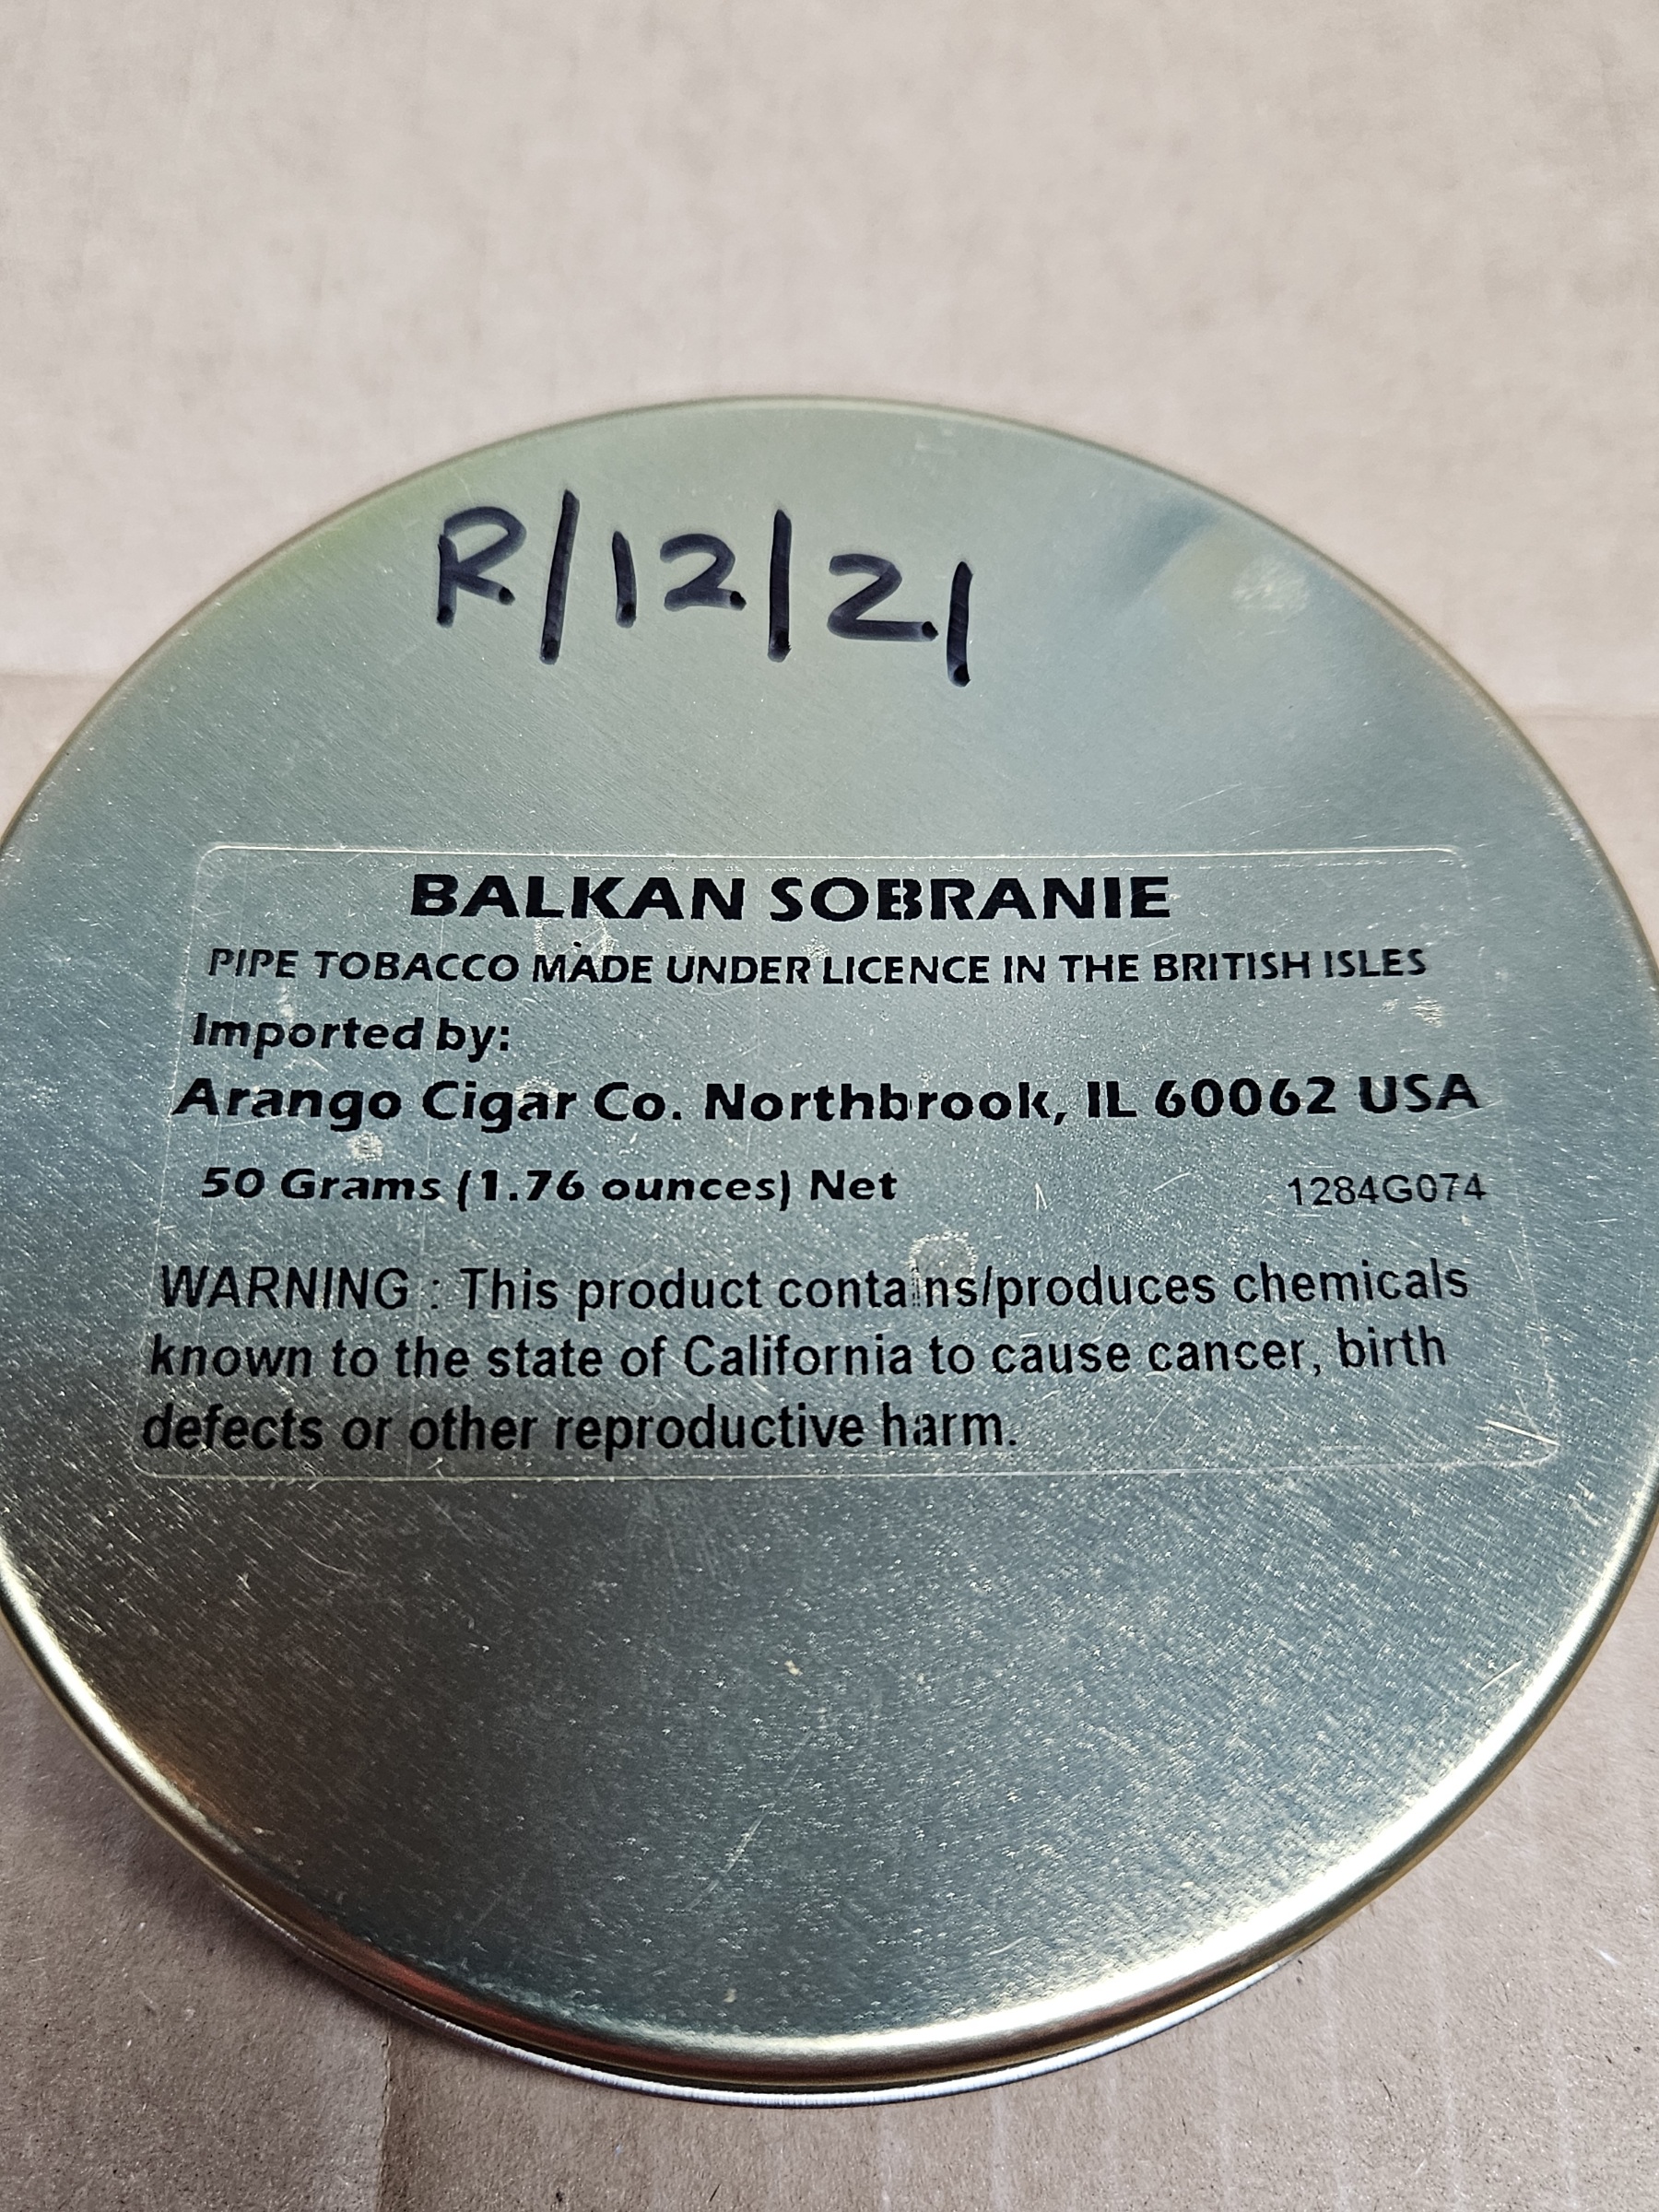 R/12/21
BALKAN SOBRANIE
PIPE TOBACCO MADE UNDER LICENCE IN THE BRITISH ISLES
Imported by:
Arango Cigar Co. Northbrook, IL 60062 USA
50 Grams (1.76 ounces) Net 1284G074
WARNING : This product contains/produces chemicals
known to the state of California to cause cancer, birth
defects or other reproductive harm.